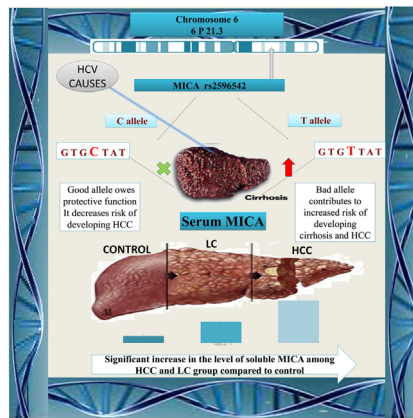 Chromosome 6
6 P 21.3
HCV
CAUSES
MICA rs2596542
C allele
T allele
G T G C T A T
G T G T T A T
Cirrhosis
Good allele owes
protective function
It decreases risk of
developing HCC
Bad allele
contributes to
increased risk of
developing
cirrhosis and HCC
Serum MICA
CONTROL
LC
HCC
Significant increase in the level of soluble MICA among
HCC and LC group compared to control